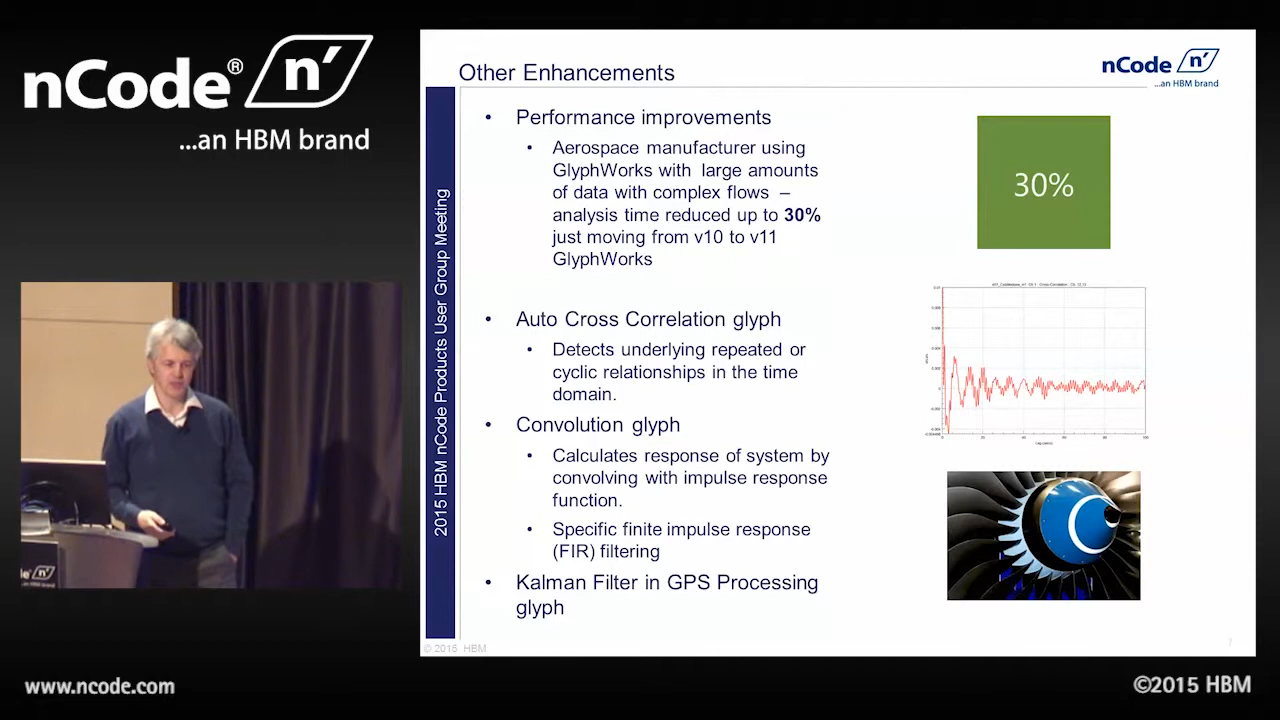 nCode® n'
...an HBM brand
Other Enhancements
nCode n'
...an HBM brand
2015 HBM nCode Products User Group Meeting
• Performance improvements
• Aerospace manufacturer using
GlyphWorks with large amounts
of data with complex flows –
analysis time reduced up to 30%
just moving from v10 to v11
GlyphWorks
30%
• Auto Cross Correlation glyph
• Detects underlying repeated or
cyclic relationships in the time
domain.
• Convolution glyph
• Calculates response of system by
convolving with impulse response
function.
• Specific finite impulse response
(FIR) filtering
• Kalman Filter in GPS Processing
glyph
© 2015 HBM
7
nCode n'
www.ncode.com
©2015 HBM